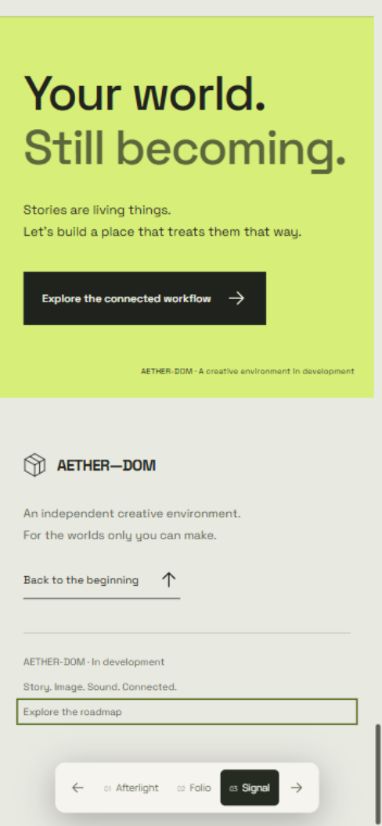 Your world.
Still becoming.
Stories are living things.
Let's build a place that treats them that way.
Explore the connected workflow →
AETHER-DOM · A creative environment in development
AETHER—DOM
An independent creative environment.
For the worlds only you can make.
Back to the beginning ↑
AETHER-DOM · In development
Story. Image. Sound. Connected.
Explore the roadmap
← 01 Afterlight 02 Folio 03 Signal →